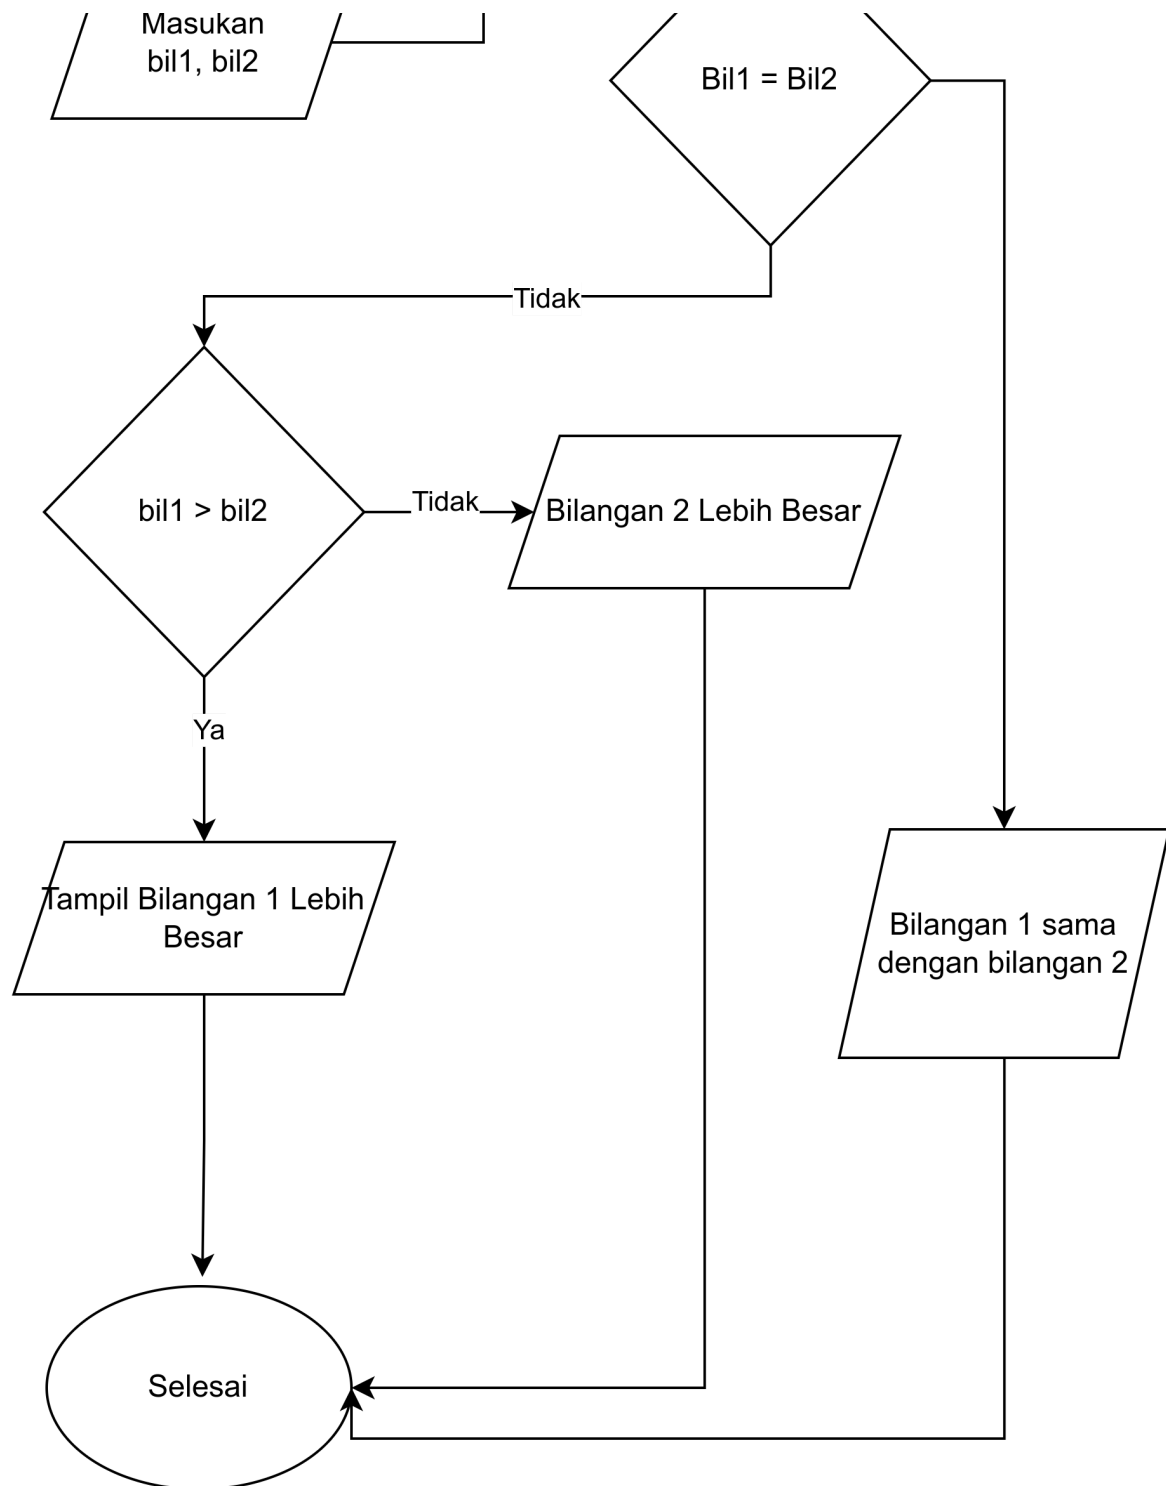 Masukan
bil1, bil2
Bil1 = Bil2
Tidak
bil1 > bil2
Tidak
Bilangan 2 Lebih Besar
Ya
Tampil Bilangan 1 Lebih
Besar
Bilangan 1 sama
dengan bilangan 2
Selesai